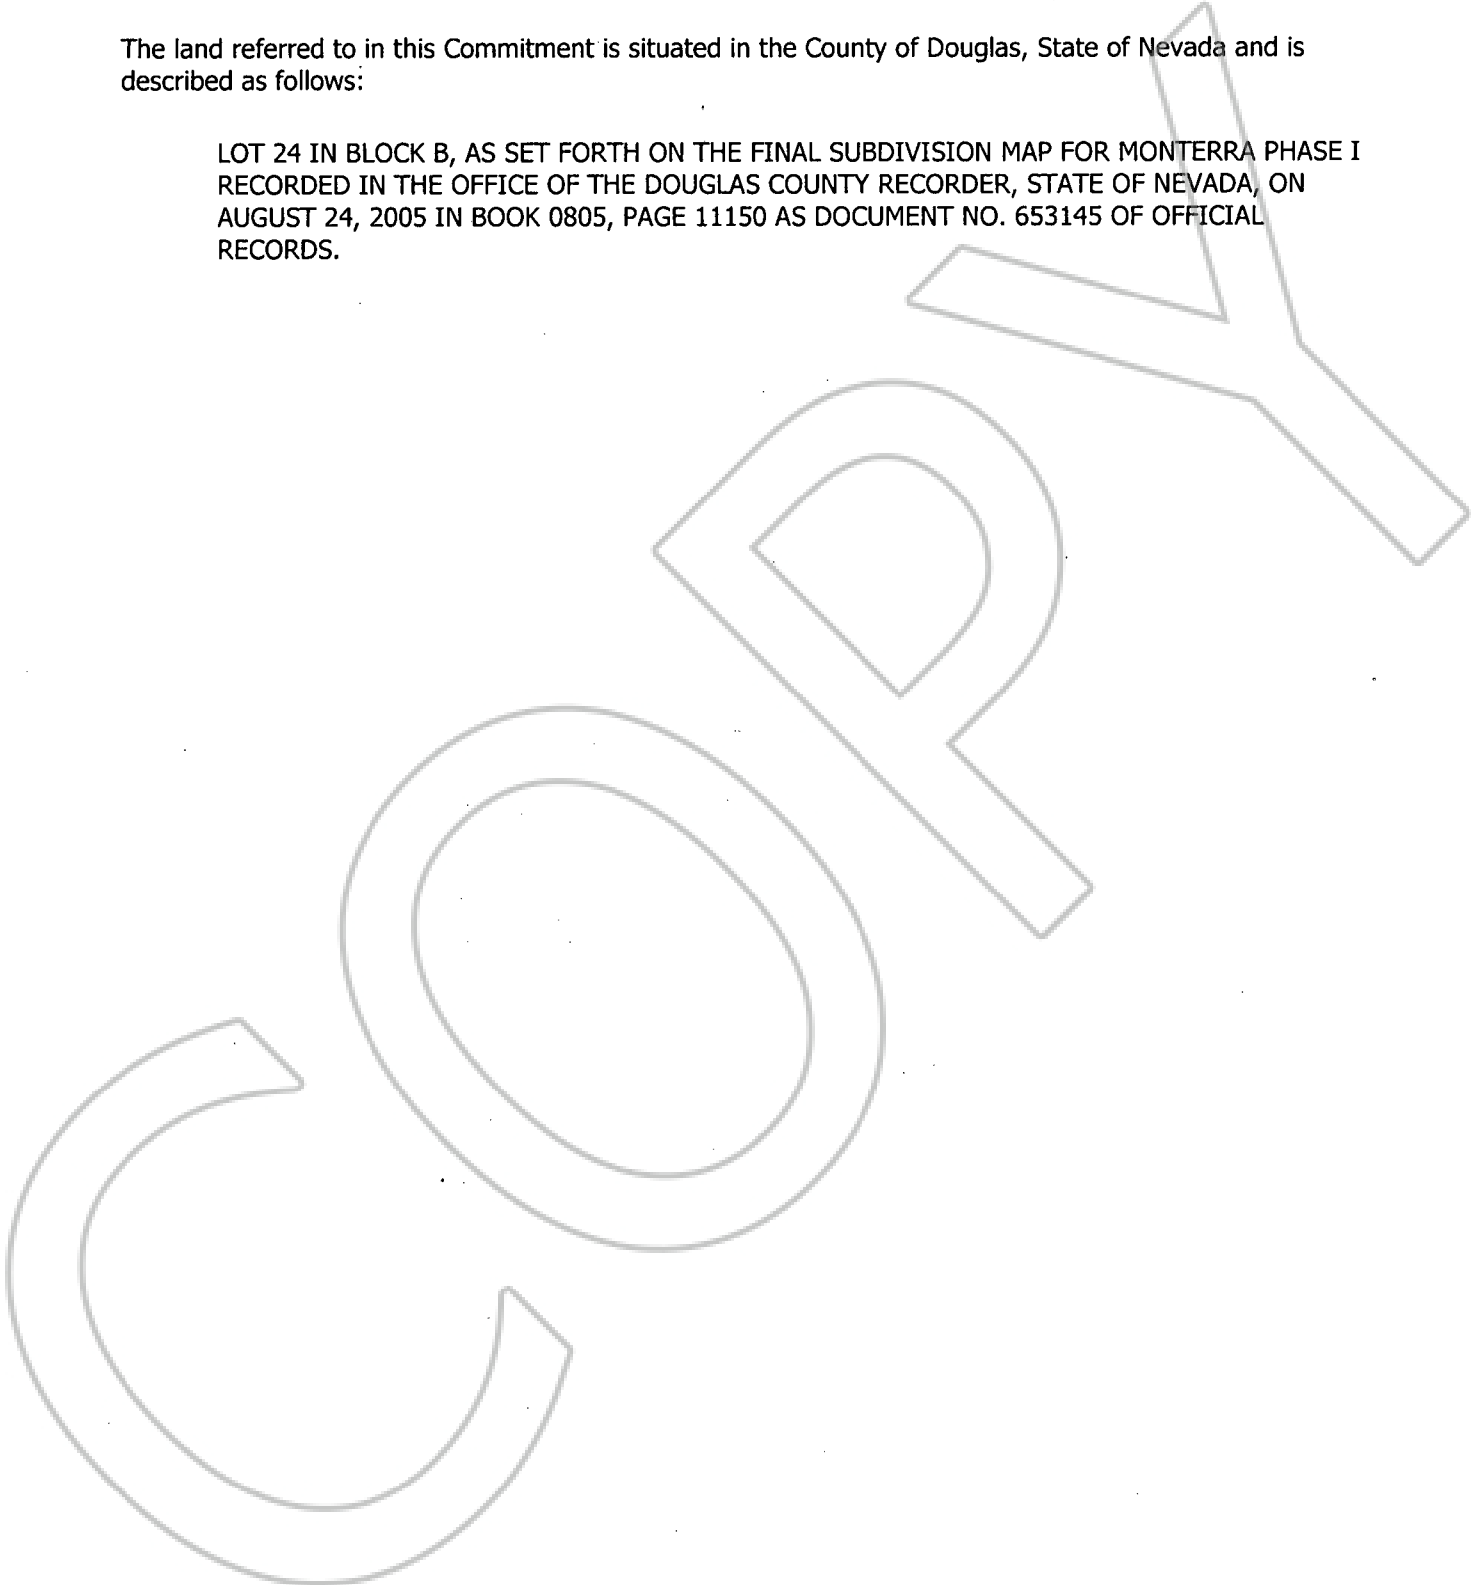 The land referred to in this Commitment is situated in the County of Douglas, State of Nevada and is
described as follows:
LOT 24 IN BLOCK B, AS SET FORTH ON THE FINAL SUBDIVISION MAP FOR MONTERRA PHASE I
RECORDED IN THE OFFICE OF THE DOUGLAS COUNTY RECORDER, STATE OF NEVADA, ON
AUGUST 24, 2005 IN BOOK 0805, PAGE 11150 AS DOCUMENT NO. 653145 OF OFFICIAL
RECORDS.
COPY